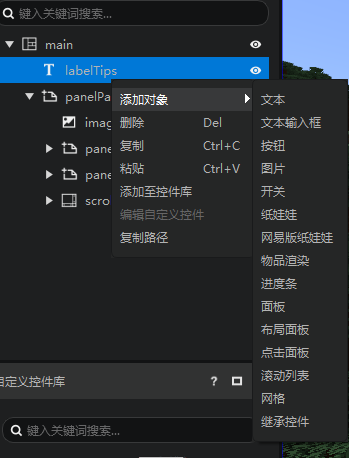 键入关键词搜索...
main
labelTips
panelPa
imag
pane
pane
scro
添加对象
删除 Del
复制 Ctrl+C
粘贴 Ctrl+V
添加至控件库
编辑自定义控件
复制路径
文本
文本输入框
按钮
图片
开关
纸娃娃
网易版纸娃娃
物品渲染
进度条
面板
布局面板
点击面板
滚动列表
网格
继承控件
自定义控件库 ?
键入关键词搜索...